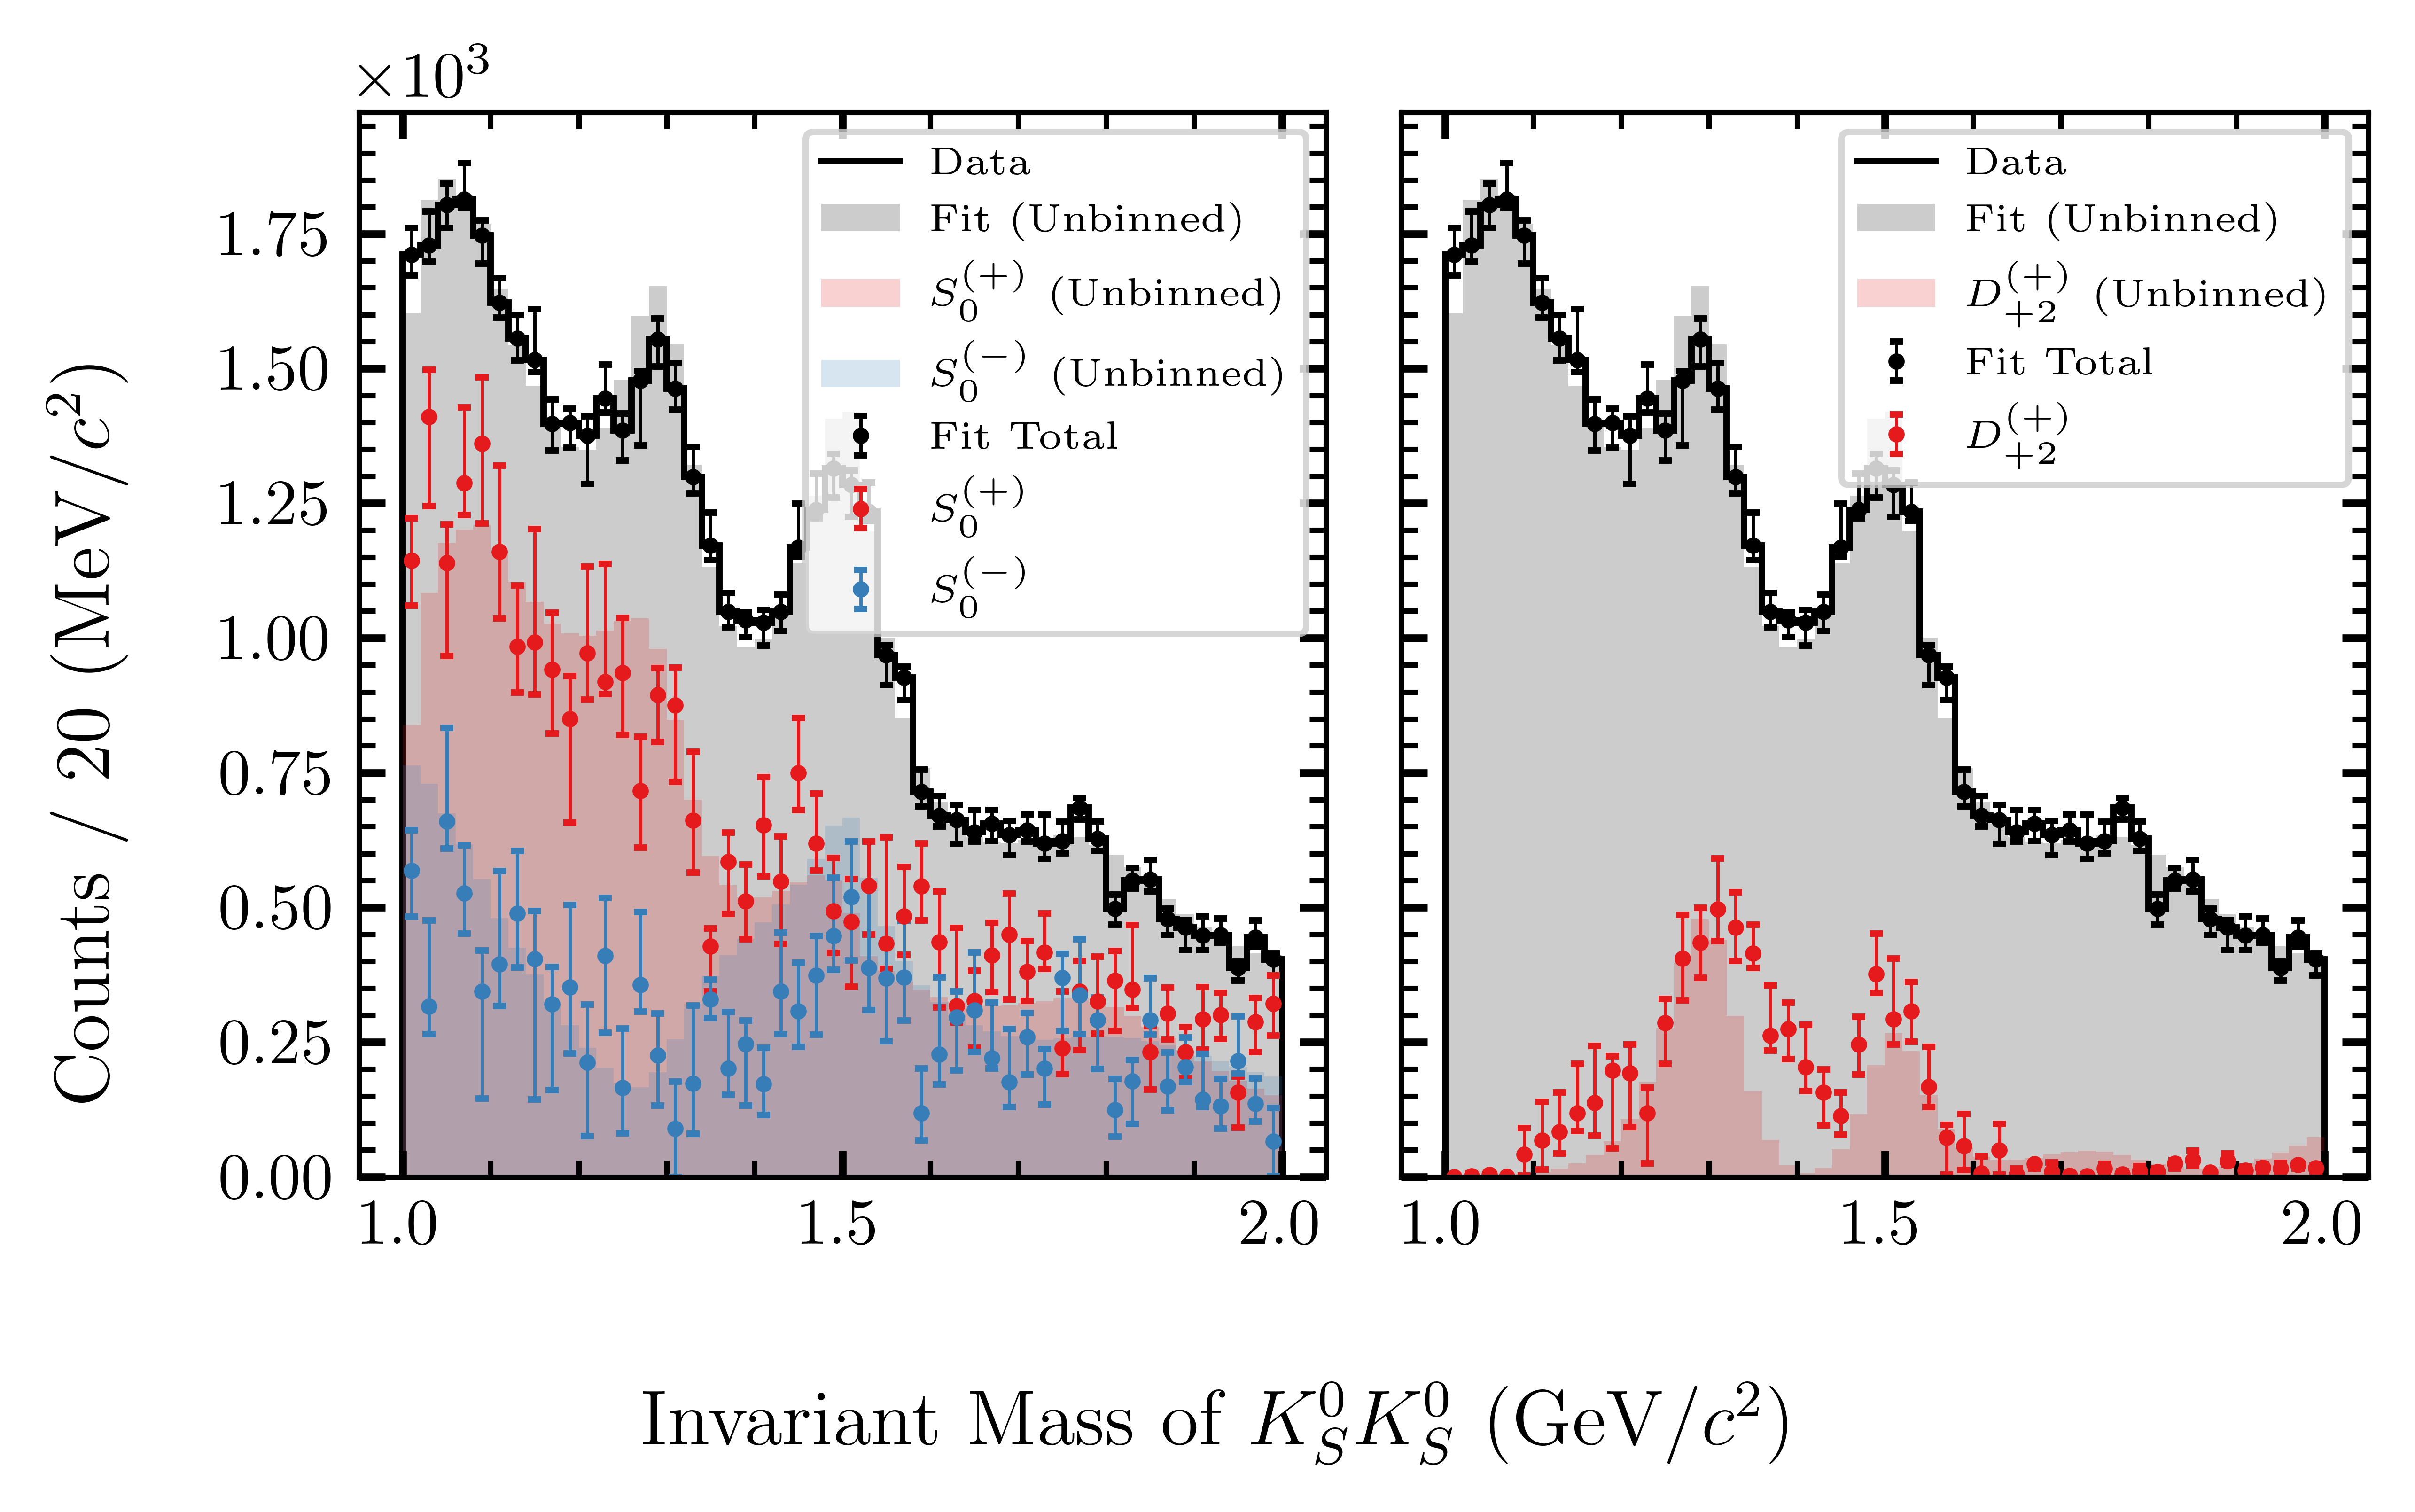 ×10³
Counts / 20 (MeV/c²)
1.75
1.50
1.25
1.00
0.75
0.50
0.25
0.00
1.0 1.5 2.0
Data
Fit (Unbinned)
S₀⁽⁺⁾ (Unbinned)
S₀⁽⁻⁾ (Unbinned)
Fit Total
S₀⁽⁺⁾
S₀⁽⁻⁾
1.0 1.5 2.0
Data
Fit (Unbinned)
D₊₂⁽⁺⁾ (Unbinned)
Fit Total
D₊₂⁽⁺⁾
Invariant Mass of K_S⁰K_S⁰ (GeV/c²)